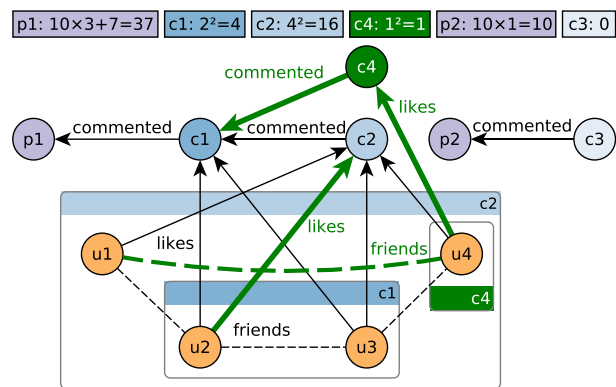 p1: 10×3+7=37 c1: 2²=4 c2: 4²=16 c4: 1²=1 p2: 10×1=10 c3: 0
c4
commented
likes
commented commented commented
p1 c1 c2 p2 c3
c2
likes likes friends
u1 u4
c1 c4
friends
u2 u3